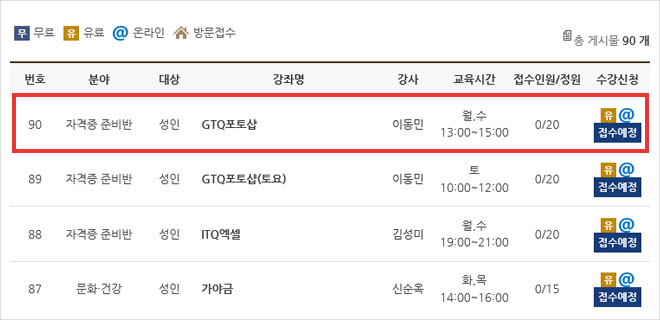 무 무료 유 유료 @ 온라인 방문접수 총 게시물 90 개
번호 분야 대상 강좌명 강사 교육시간 접수인원/정원 수강신청
90 자격증 준비반 성인 GTQ포토샵 이동민 월,수 13:00~15:00 0/20 유 @ 접수예정
89 자격증 준비반 성인 GTQ포토샵(토요) 이동민 토 10:00~12:00 0/20 유 @ 접수예정
88 자격증 준비반 성인 ITQ엑셀 김성미 월,수 19:00~21:00 0/20 유 @ 접수예정
87 문화·건강 성인 가야금 신순옥 화,목 14:00~16:00 0/15 유 @ 접수예정